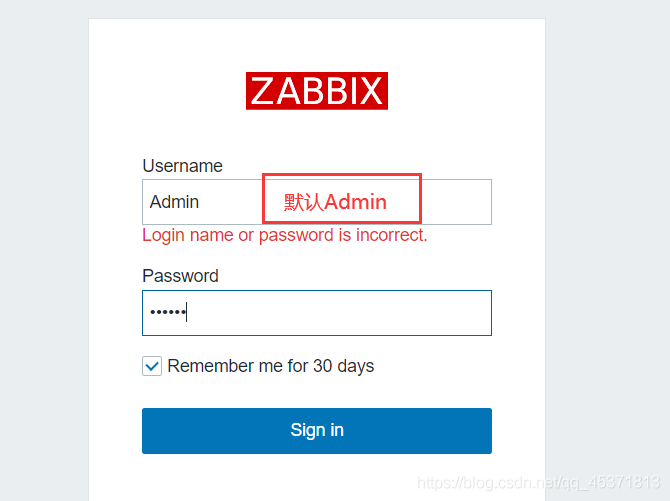 ZABBIX
Username
Admin
默认Admin
Login name or password is incorrect.
Password
••••••
Remember me for 30 days
Sign in
https://blog.csdn.net/qq_45371813